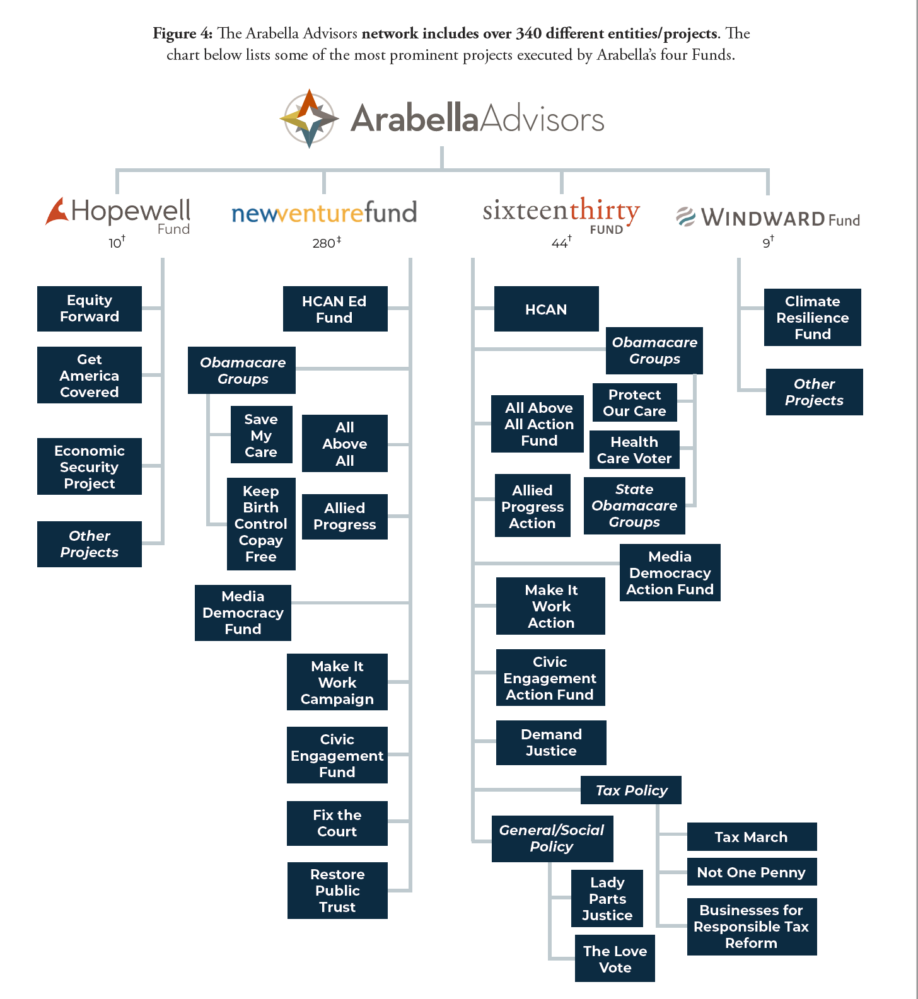 Figure 4: The Arabella Advisors network includes over 340 different entities/projects. The
chart below lists some of the most prominent projects executed by Arabella’s four Funds.
ArabellaAdvisors
Hopewell
Fund
10†
newventurefund
280‡
sixteenthirty
FUND
44†
WINDWARD Fund
9†
Equity
Forward
Get
America
Covered
Economic
Security
Project
Other
Projects
HCAN Ed
Fund
Obamacare
Groups
Save
My
Care
Keep
Birth
Control
Copay
Free
All
Above
All
Allied
Progress
Media
Democracy
Fund
Make It
Work
Campaign
Civic
Engagement
Fund
Fix the
Court
Restore
Public
Trust
HCAN
Obamacare
Groups
Protect
Our Care
Health
Care Voter
State
Obamacare
Groups
All Above
All Action
Fund
Allied
Progress
Action
Media
Democracy
Action Fund
Make It
Work
Action
Civic
Engagement
Action Fund
Demand
Justice
Tax Policy
Tax March
Not One Penny
Businesses for
Responsible Tax
Reform
General/Social
Policy
Lady
Parts
Justice
The Love
Vote
Climate
Resilience
Fund
Other
Projects